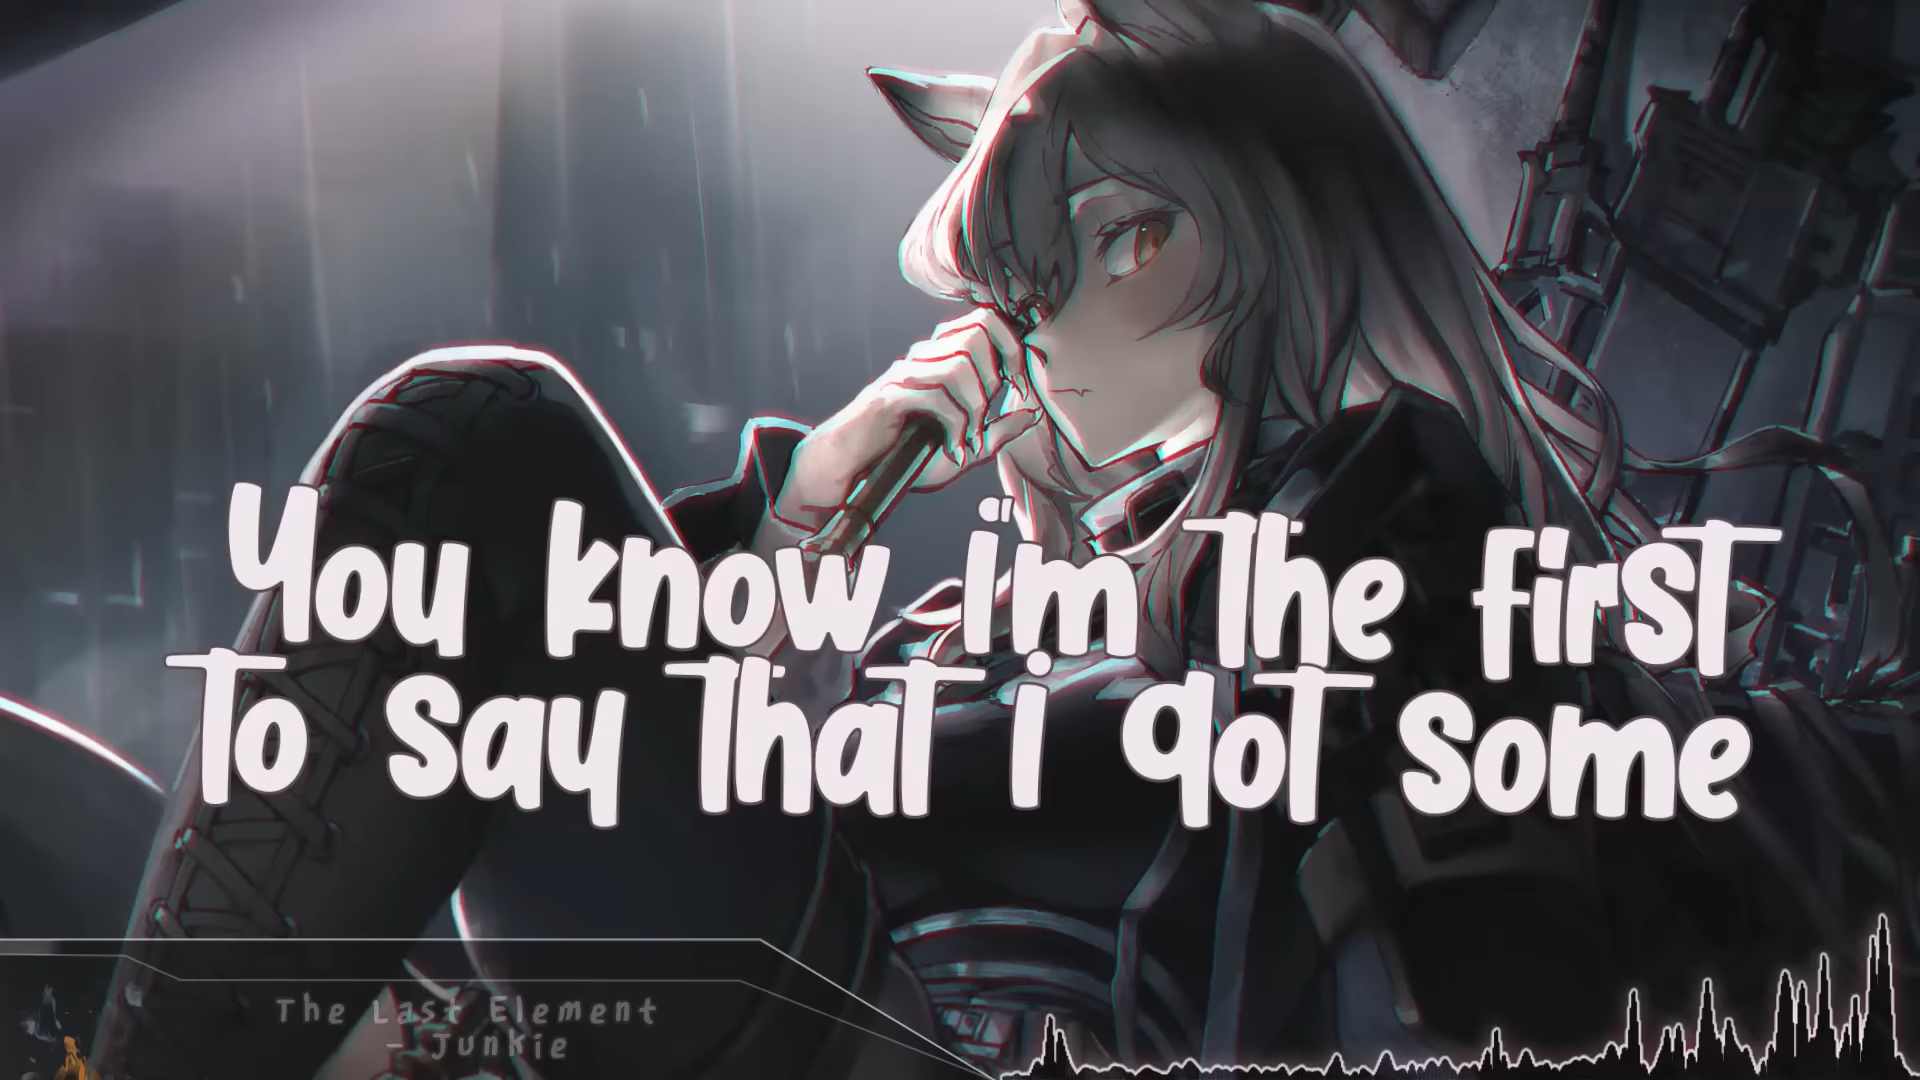 You know i'm the first
to say that i got some
The Last Element
- Junkie